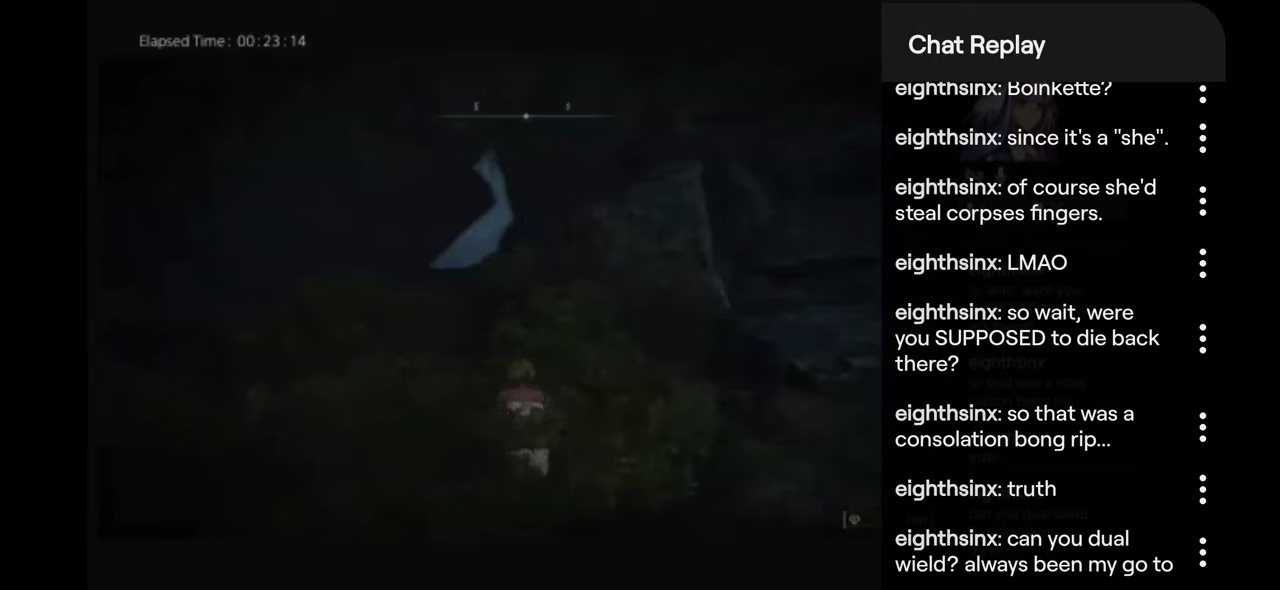 Elapsed Time : 00 : 23 : 14
E S
Chat Replay
eighthsinx: Boinkette?
eighthsinx: since it's a "she".
eighthsinx: of course she'd
steal corpses fingers.
eighthsinx: LMAO
eighthsinx: so wait, were
you SUPPOSED to die back
there?
eighthsinx
eighthsinx: so that was a
consolation bong rip...
eighthsinx: truth
eighthsinx: can you dual
wield? always been my go to